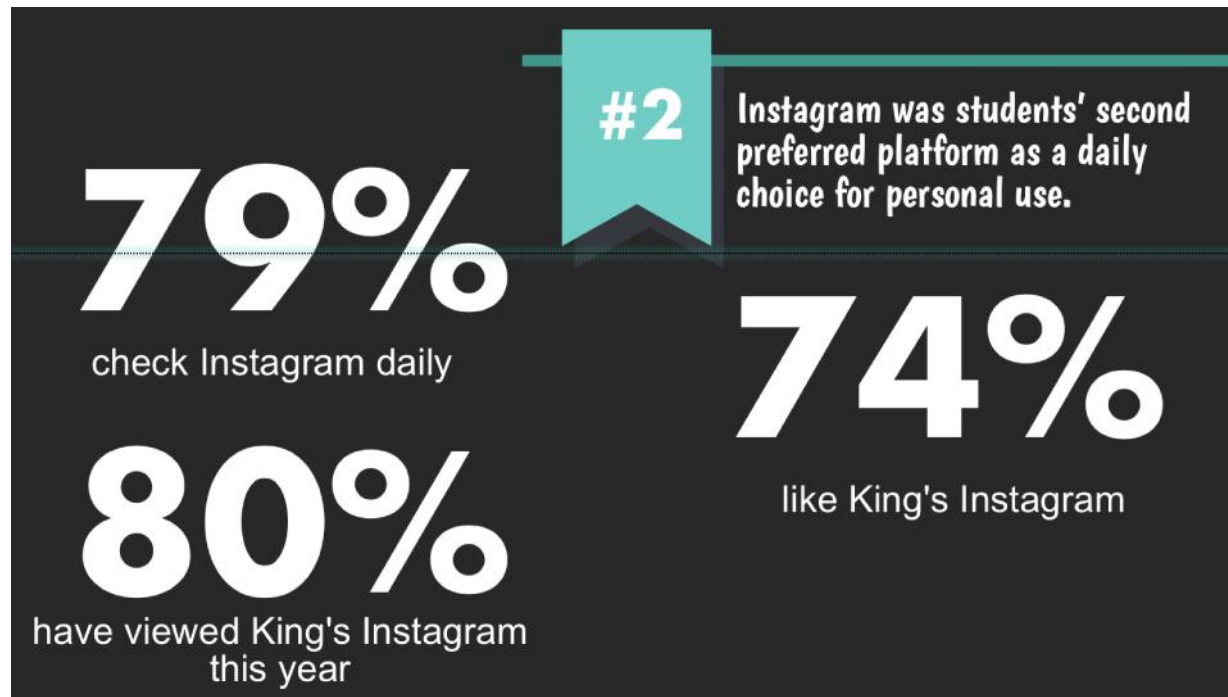 #2
Instagram was students' second
preferred platform as a daily
choice for personal use.
79%
check Instagram daily
74%
like King's Instagram
80%
have viewed King's Instagram
this year